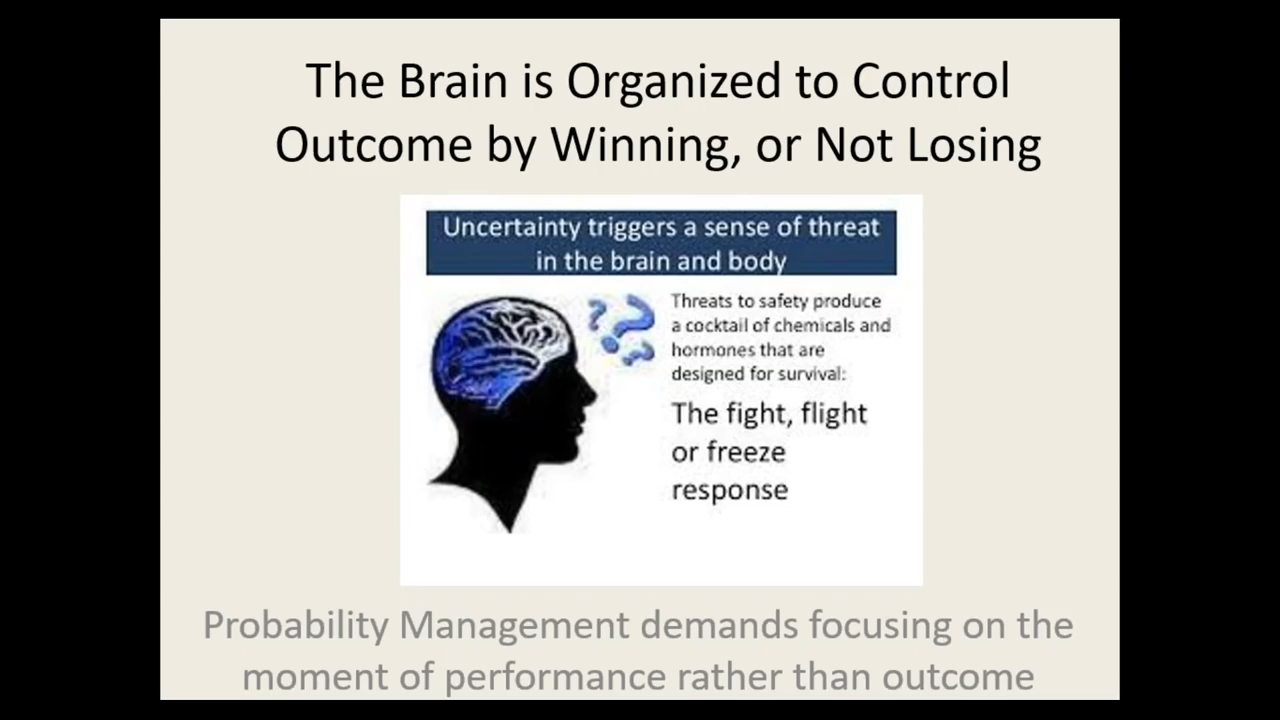 The Brain is Organized to Control
Outcome by Winning, or Not Losing
Uncertainty triggers a sense of threat
in the brain and body
Threats to safety produce
a cocktail of chemicals and
hormones that are
designed for survival:
The fight, flight
or freeze
response
Probability Management demands focusing on the
moment of performance rather than outcome